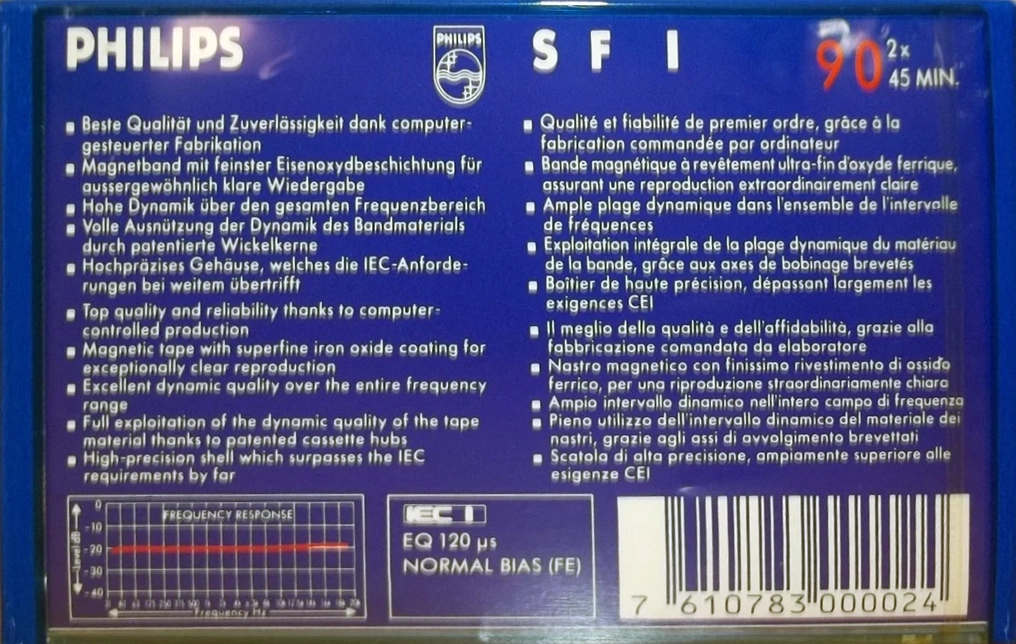 PHILIPS
PHILIPS
S F I
90 2x
45 MIN.
Beste Qualität und Zuverlässigkeit dank computer-
gesteuerter Fabrikation
Magnetband mit feinster Eisenoxydbeschichtung für
aussergewöhnlich klare Wiedergabe
Hohe Dynamik über den gesamten Frequenzbereich
Volle Ausnützung der Dynamik des Bandmaterials
durch patentierte Wickelkerne
Hochpräzises Gehäuse, welches die IEC-Anforde-
rungen bei weitem übertrifft
Top quality and reliability thanks to computer-
controlled production
Magnetic tape with superfine iron oxide coating for
exceptionally clear reproduction
Excellent dynamic quality over the entire frequency
range
Full exploitation of the dynamic quality of the tape
material thanks to patented cassette hubs
High-precision shell which surpasses the IEC
requirements by far
Qualité et fiabilité de premier ordre, grâce à la
fabrication commandée par ordinateur
Bande magnétique à revêtement ultra-fin d'oxyde ferrique,
assurant une reproduction extraordinairement claire
Ample plage dynamique dans l'ensemble de l'intervalle
de fréquences
Exploitation intégrale de la plage dynamique du matériau
de la bande, grâce aux axes de bobinage brevetés
Boîtier de haute précision, dépassant largement les
exigences CEI
Il meglio della qualità e dell'affidabilità, grazie alla
fabbricazione comandata da elaboratore
Nastro magnetico con finissimo rivestimento di ossido
ferrico, per una riproduzione straordinariamente chiara
Ampio intervallo dinamico nell'intero campo di frequenza
Pieno utilizzo dell'intervallo dinamico del materiale dei
nastri, grazie agli assi di avvolgimento brevettati
Scatola di alta precisione, ampiamente superiore alle
esigenze CEI
FREQUENCY RESPONSE
level dB
0
-10
-20
-30
-40
Frequency Hz
IEC I
EQ 120 µs
NORMAL BIAS (FE)
7 610783 000024